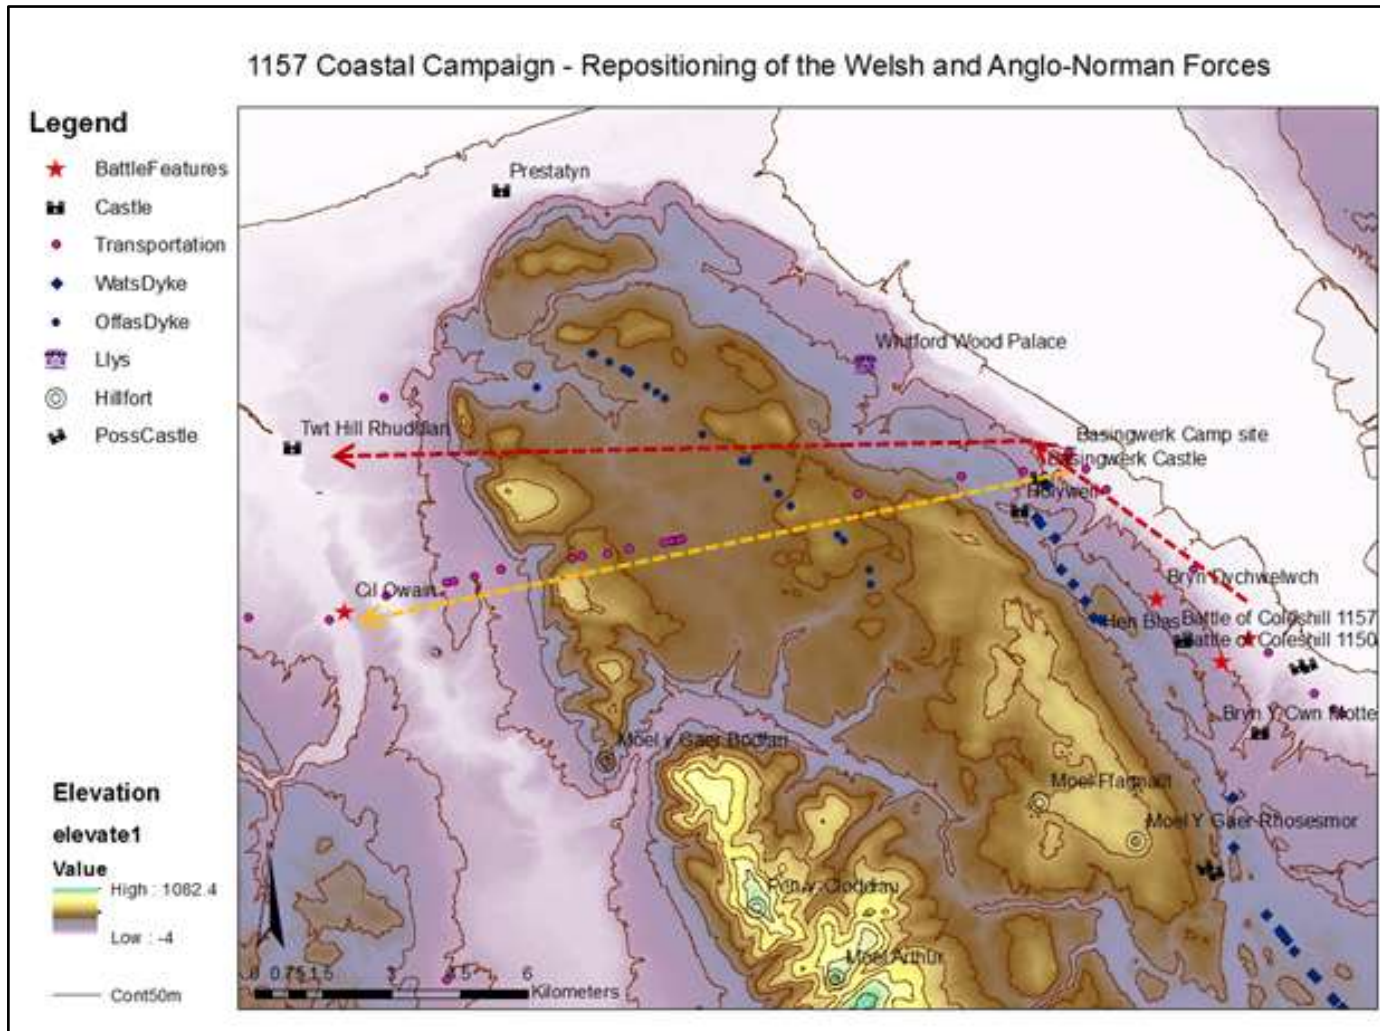 1157 Coastal Campaign - Repositioning of the Welsh and Anglo-Norman Forces
Legend
BattleFeatures
Castle
Transportation
WatsDyke
OffasDyke
Llys
Hillfort
PossCastle
Elevation
elevate1
Value
High : 1082.4
Low : -4
Cont50m
Prestatyn
Whitford Wood Palace
Twt Hill Rhuddlan
Basingwerk Camp site
Basingwerk Castle
Holywell
Cil Owain
Bryn Dychwelwch
Hen Blas
Battle of Coleshill 1157
Battle of Coleshill 1150
Bryn Y Cwn Motte
Moel y Gaer Bodfari
Moel Ffagnallt
Moel Y Gaer Rhosesmor
Pen y Cloddiau
Moel Arthur
0 0.75 1.5 3 4.5 6
Kilometers